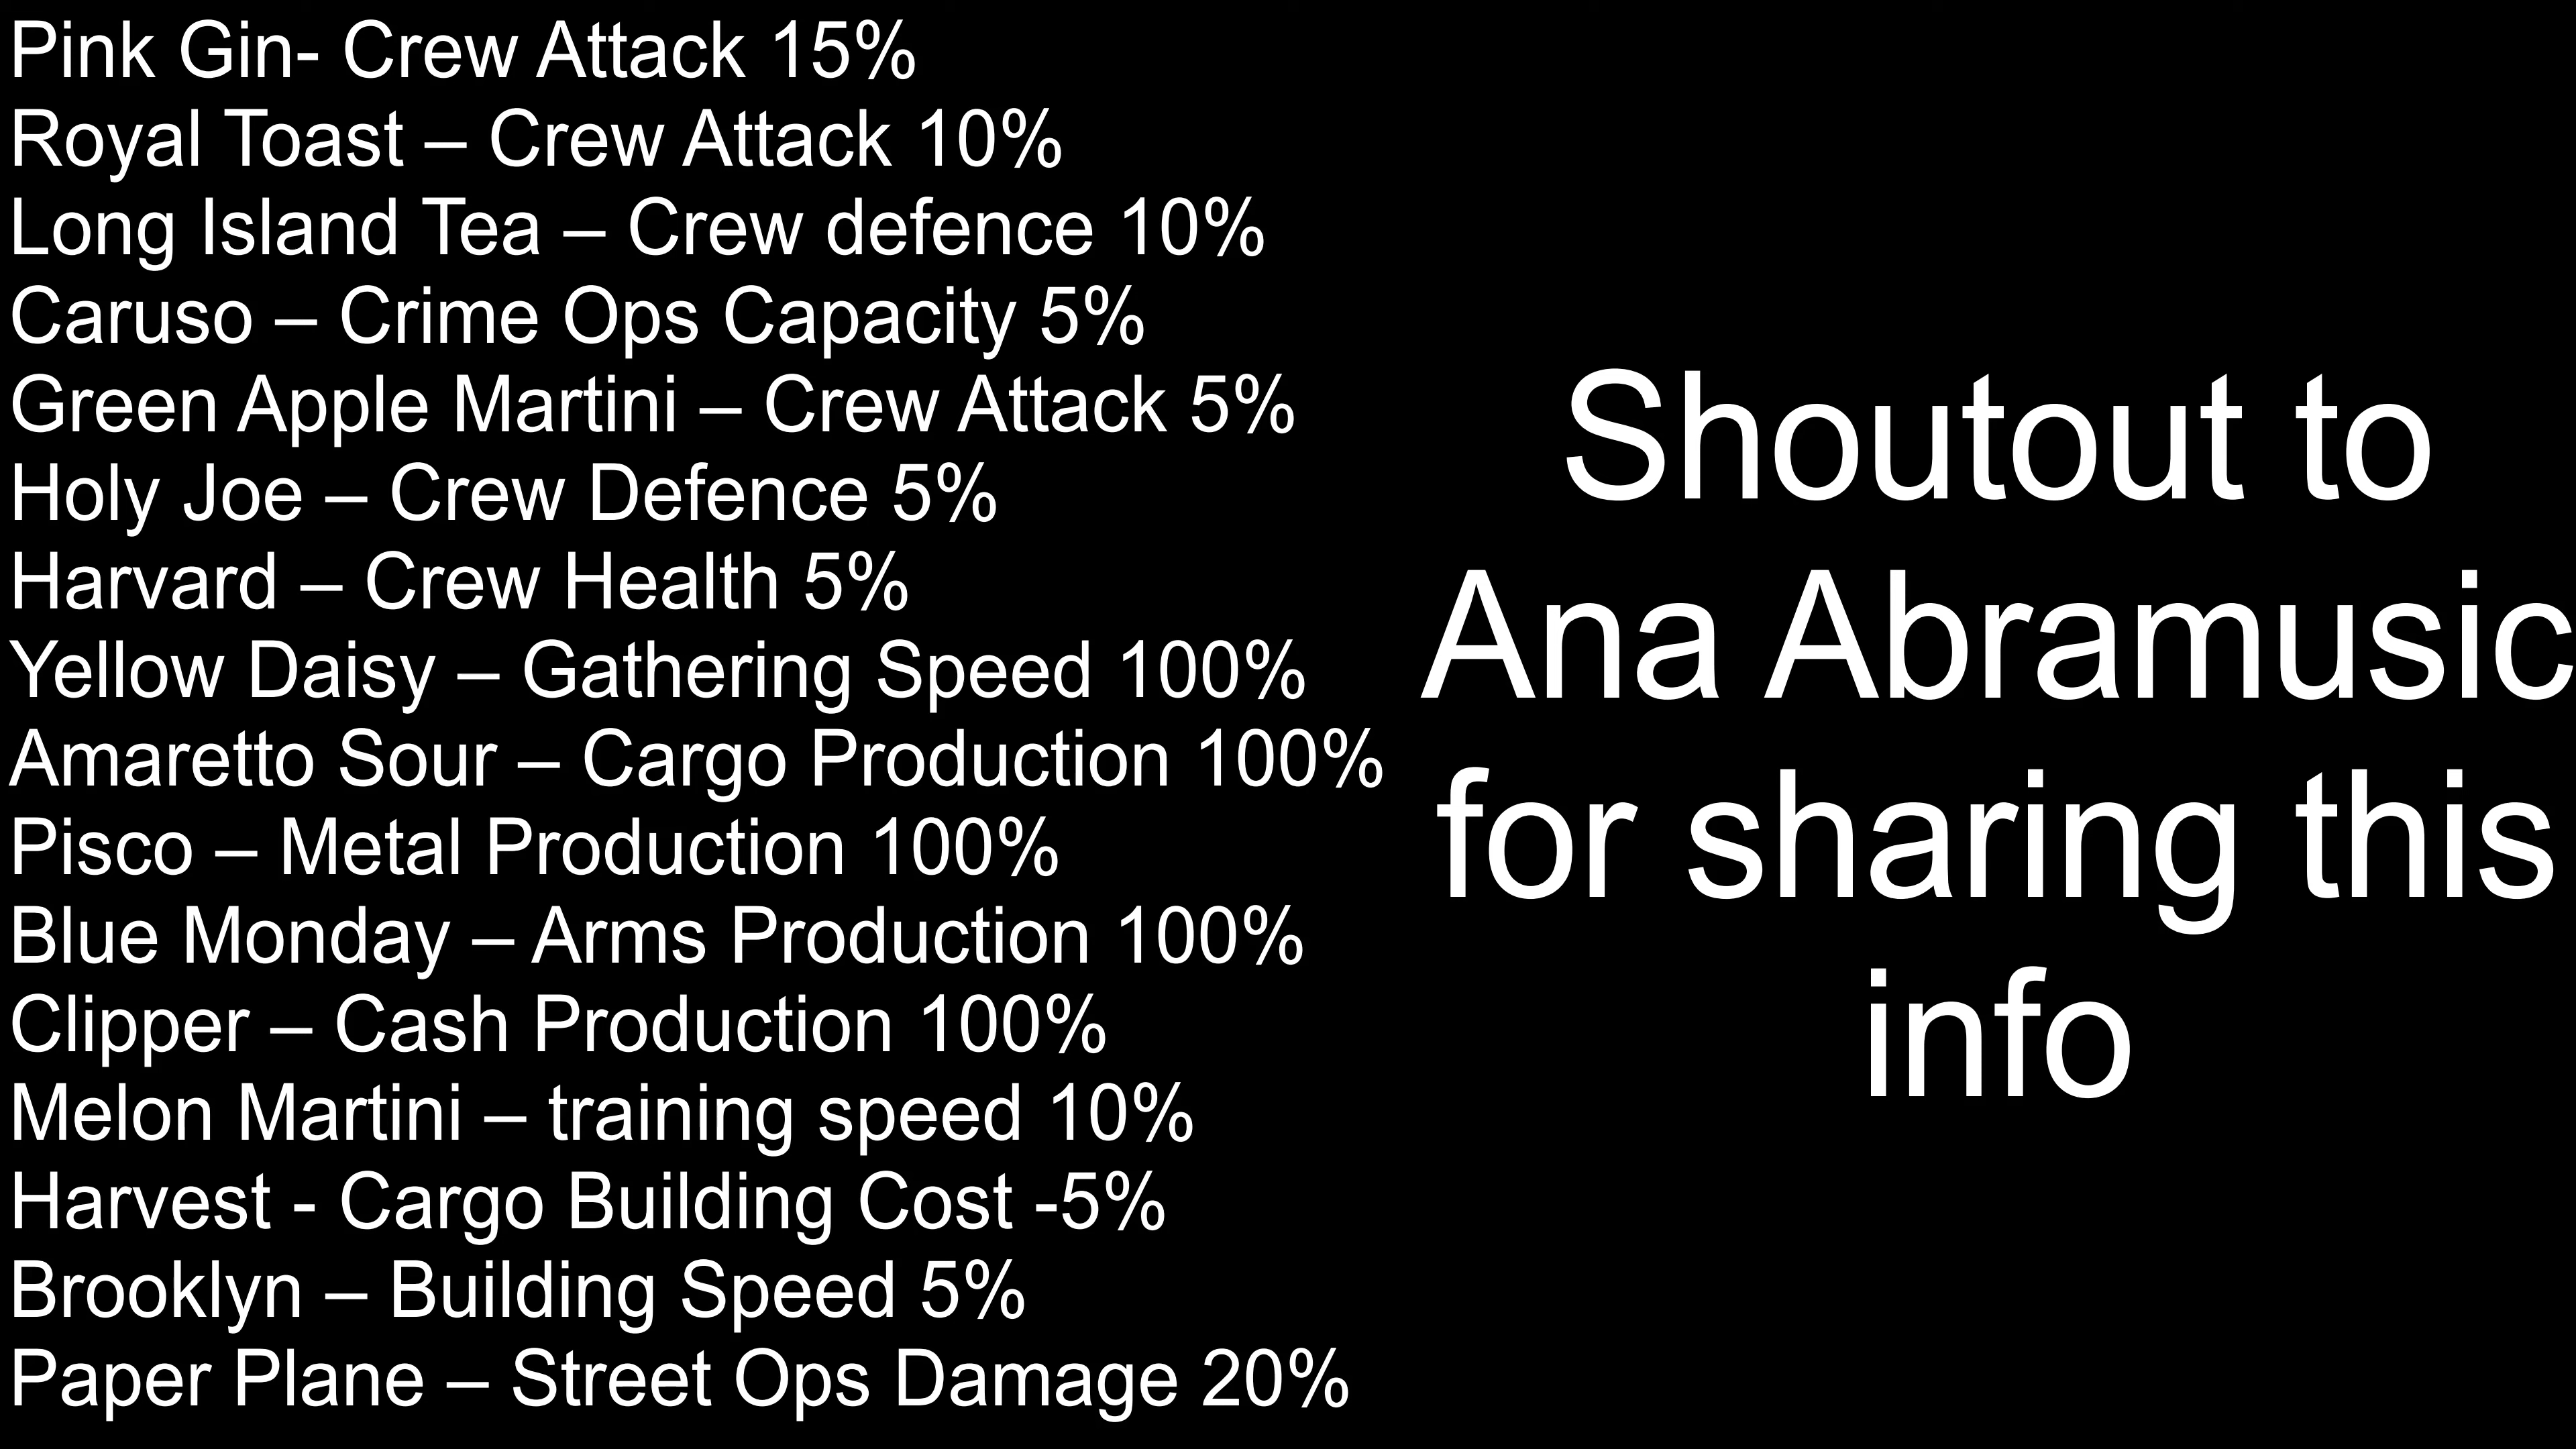 Pink Gin- Crew Attack 15%
Royal Toast – Crew Attack 10%
Long Island Tea – Crew defence 10%
Caruso – Crime Ops Capacity 5%
Green Apple Martini – Crew Attack 5%
Holy Joe – Crew Defence 5%
Harvard – Crew Health 5%
Yellow Daisy – Gathering Speed 100%
Amaretto Sour – Cargo Production 100%
Pisco – Metal Production 100%
Blue Monday – Arms Production 100%
Clipper – Cash Production 100%
Melon Martini – training speed 10%
Harvest - Cargo Building Cost -5%
Brooklyn – Building Speed 5%
Paper Plane – Street Ops Damage 20%
Shoutout to
Ana Abramusic
for sharing this
info